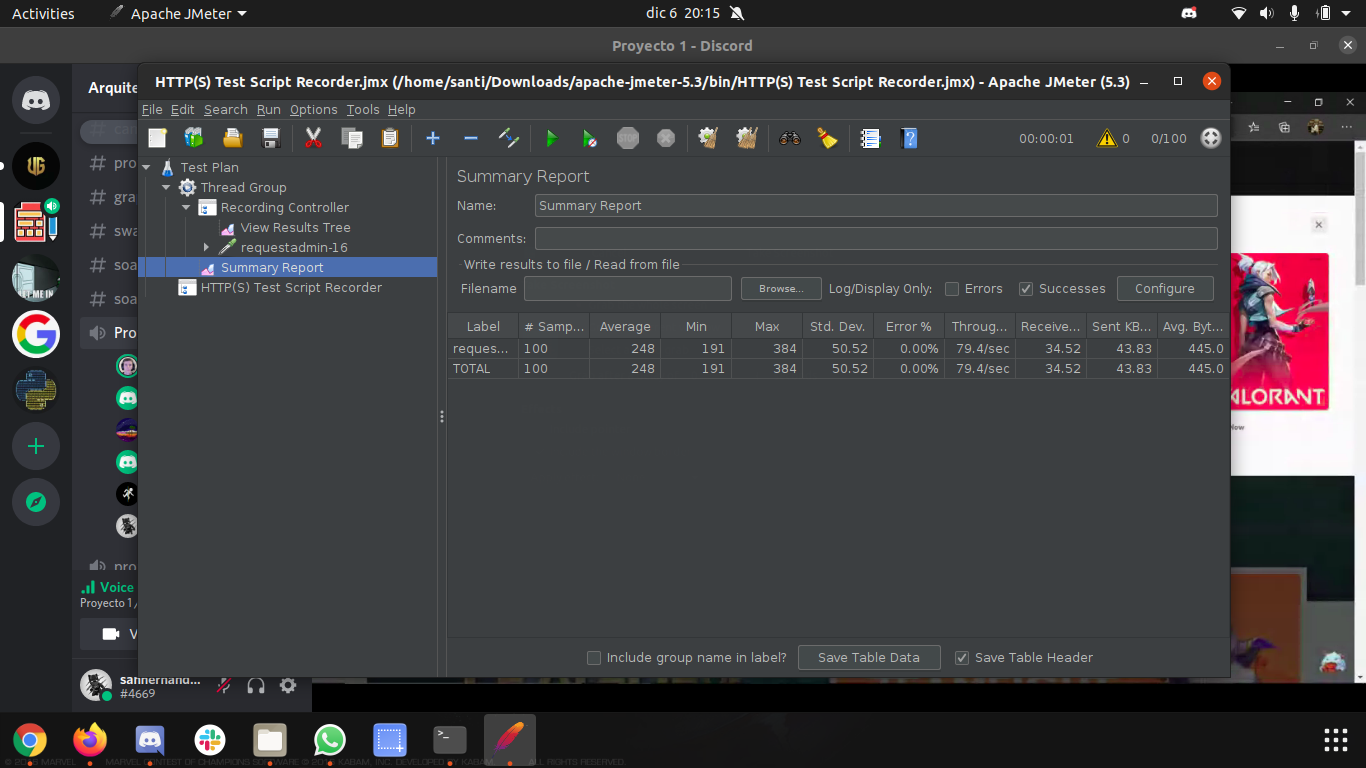 Activities Apache JMeter dic 6 20:15
Proyecto 1 - Discord
HTTP(S) Test Script Recorder.jmx (/home/santi/Downloads/apache-jmeter-5.3/bin/HTTP(S) Test Script Recorder.jmx) - Apache JMeter (5.3)
File Edit Search Run Options Tools Help
00:00:01 0 0/100
Arquite
# pro
# gra
# swa
# soa
# soa
Pro
pro
Voice
Proyecto 1/
V
sanhernand...
#4669
Test Plan
Thread Group
Recording Controller
View Results Tree
requestadmin-16
Summary Report
HTTP(S) Test Script Recorder
Summary Report
Name: Summary Report
Comments:
Write results to file / Read from file
Filename Browse... Log/Display Only: Errors Successes Configure
Label # Samp... Average Min Max Std. Dev. Error % Throug... Receive... Sent KB... Avg. Byt...
reques... 100 248 191 384 50.52 0.00% 79.4/sec 34.52 43.83 445.0
TOTAL 100 248 191 384 50.52 0.00% 79.4/sec 34.52 43.83 445.0
Include group name in label? Save Table Data Save Table Header
ALORANT
Now